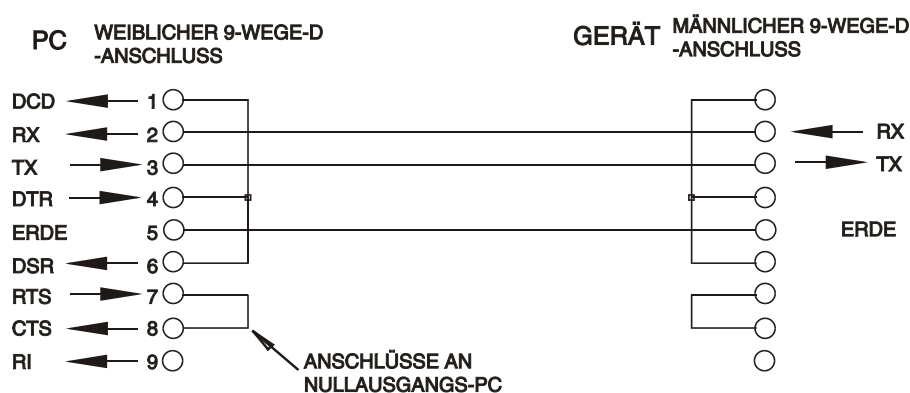 PC WEIBLICHER 9-WEGE-D
-ANSCHLUSS
GERÄT MÄNNLICHER 9-WEGE-D
-ANSCHLUSS
DCD 1
RX 2 RX
TX 3 TX
DTR 4
ERDE 5 ERDE
DSR 6
RTS 7
CTS 8
RI 9
ANSCHLÜSSE AN
NULLAUSGANGS-PC